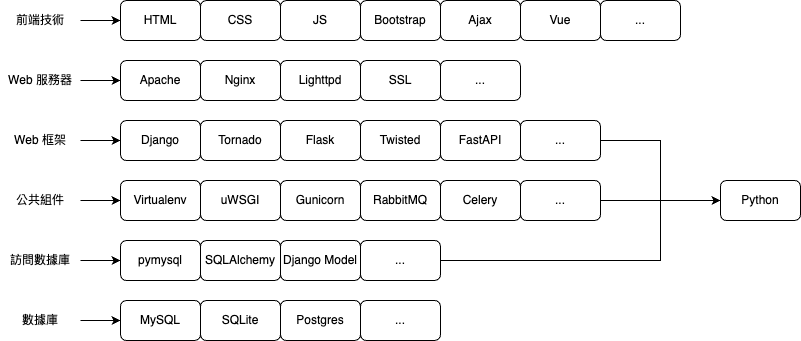 前端技術 HTML CSS JS Bootstrap Ajax Vue ...
Web 服務器 Apache Nginx Lighttpd SSL ...
Web 框架 Django Tornado Flask Twisted FastAPI ...
公共組件 Virtualenv uWSGI Gunicorn RabbitMQ Celery ... Python
訪問數據庫 pymysql SQLAlchemy Django Model ...
數據庫 MySQL SQLite Postgres ...